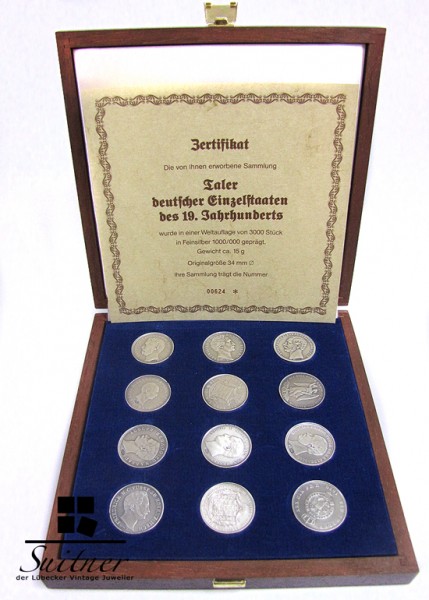 Zertifikat
Die von Ihnen erworbene Sammlung
Taler
deutscher Einzelstaaten
des 19. Jahrhunderts
wurde in einer Weltauflage von 3000 Stück
in Feinsilber 1000/000 geprägt.
Gewicht ca. 15 g
Originalgröße 34 mm ∅
Ihre Sammlung trägt die Nummer
00624 *
Suitner
der Lübecker Vintage Juwelier